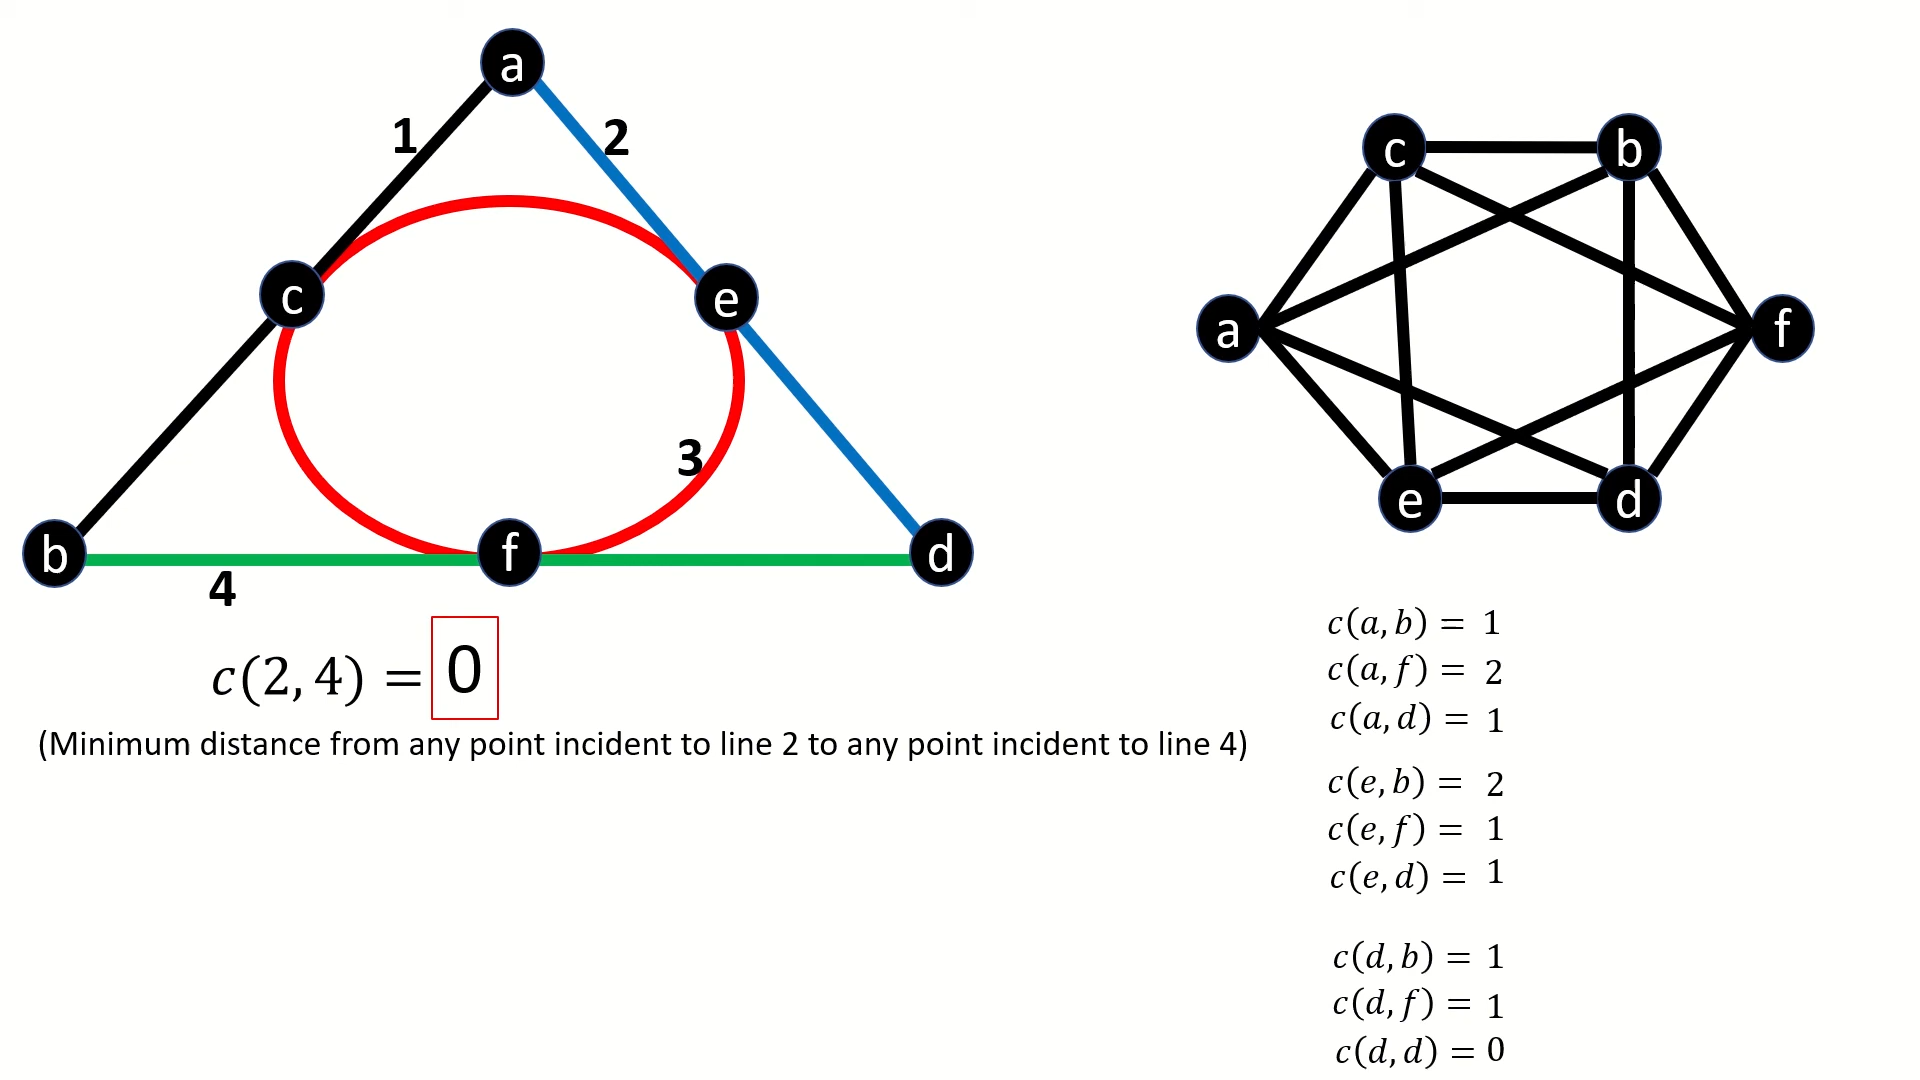 a
1
2
c
e
3
b
f
d
4
c(2,4) = 0
(Minimum distance from any point incident to line 2 to any point incident to line 4)
c
b
a
f
e
d
c(a,b) = 1
c(a,f) = 2
c(a,d) = 1
c(e,b) = 2
c(e,f) = 1
c(e,d) = 1
c(d,b) = 1
c(d,f) = 1
c(d,d) = 0